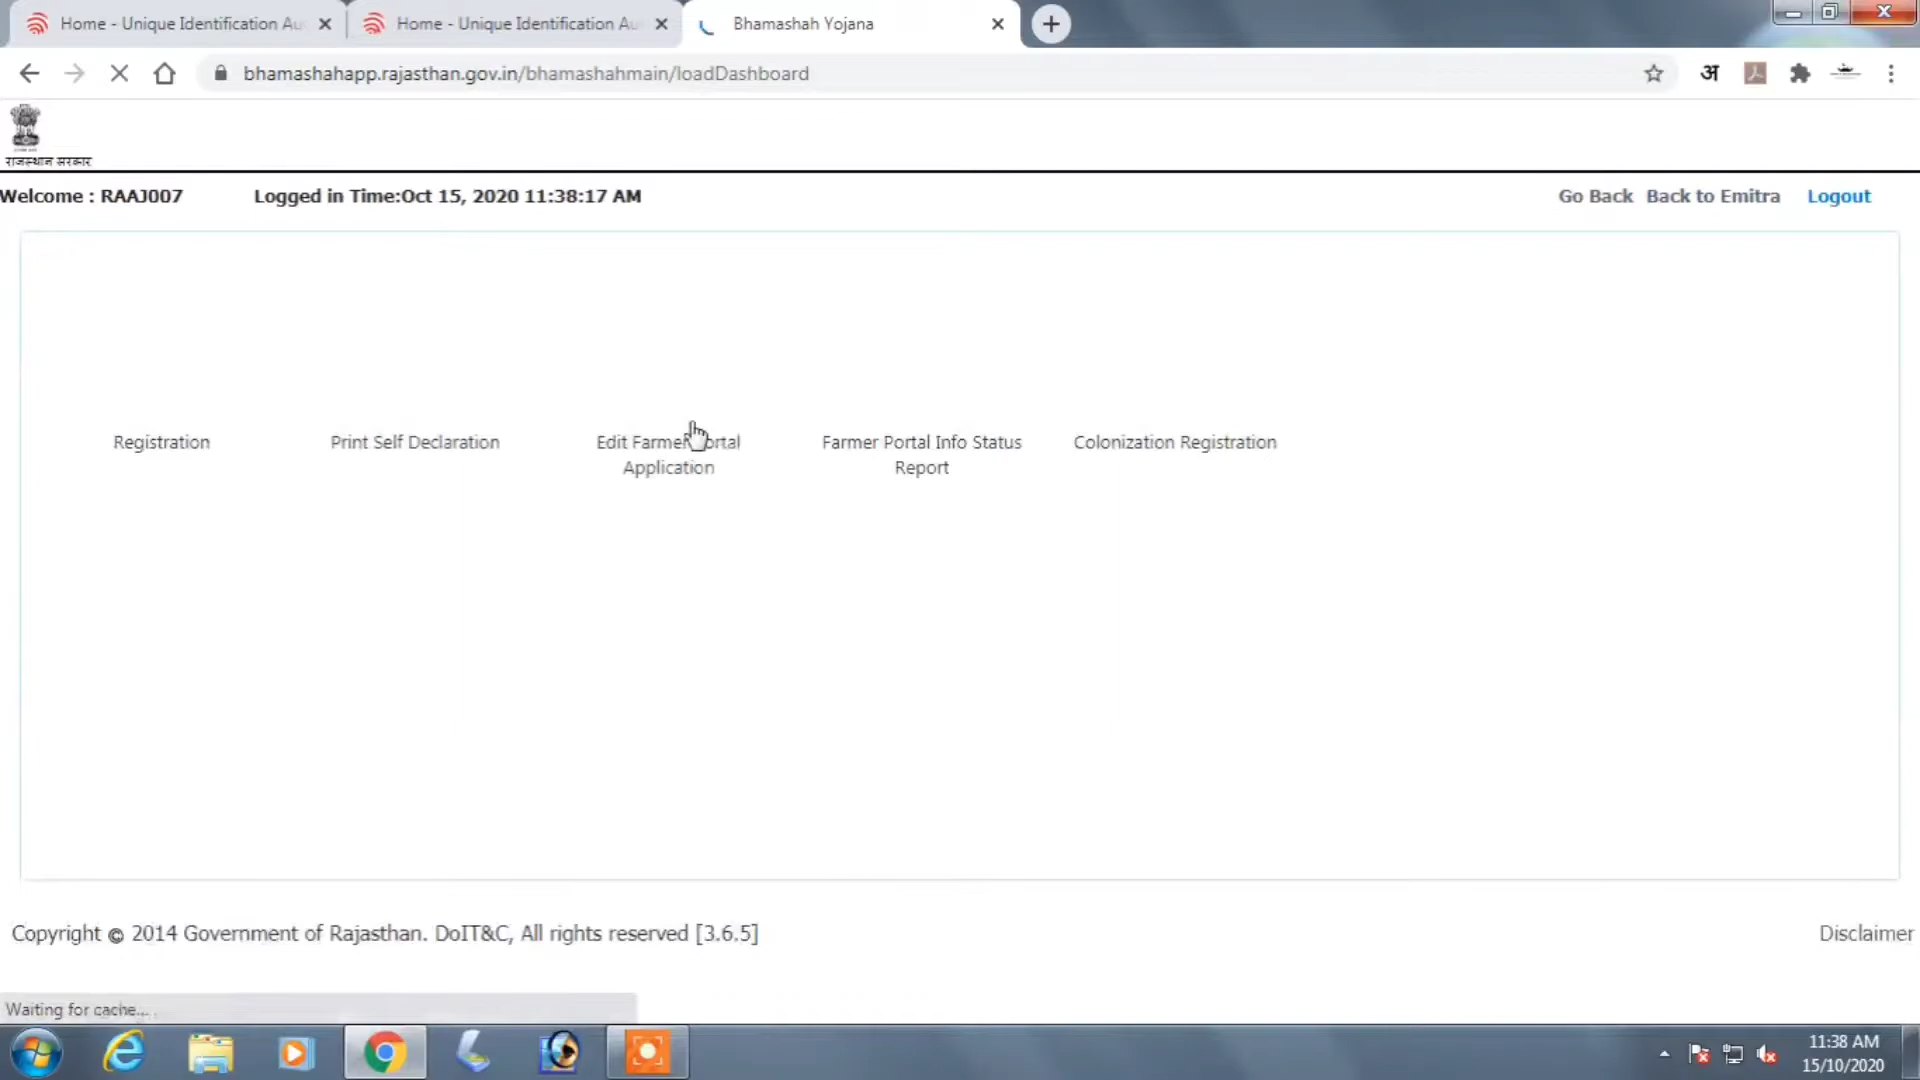 Home - Unique Identification Au
Home - Unique Identification Au
Bhamashah Yojana
bhamashahapp.rajasthan.gov.in/bhamashahmain/loadDashboard
अ
राजस्थान सरकार
Welcome : RAAJ007
Logged in Time:Oct 15, 2020 11:38:17 AM
Go Back
Back to Emitra
Logout
Registration
Print Self Declaration
Edit Farmer Portal
Application
Farmer Portal Info Status
Report
Colonization Registration
Copyright © 2014 Government of Rajasthan. DoIT&C, All rights reserved [3.6.5]
Disclaimer
Waiting for cache...
11:38 AM
15/10/2020